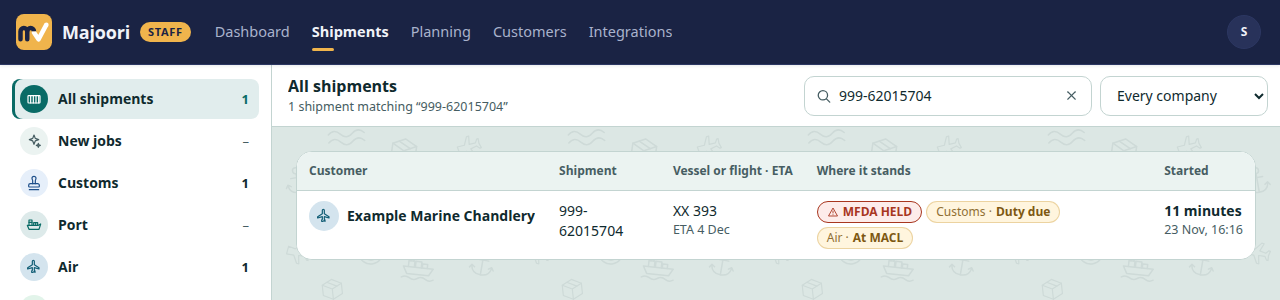 Majoori STAFF Dashboard Shipments Planning Customers Integrations S
All shipments 1
New jobs –
Customs 1
Port –
Air 1
All shipments
1 shipment matching “999-62015704”
999-62015704 ×
Every company
Customer Shipment Vessel or flight · ETA Where it stands Started
Example Marine Chandlery
999-
62015704
XX 393
ETA 4 Dec
MFDA HELD Customs · Duty due
Air · At MACL
11 minutes
23 Nov, 16:16